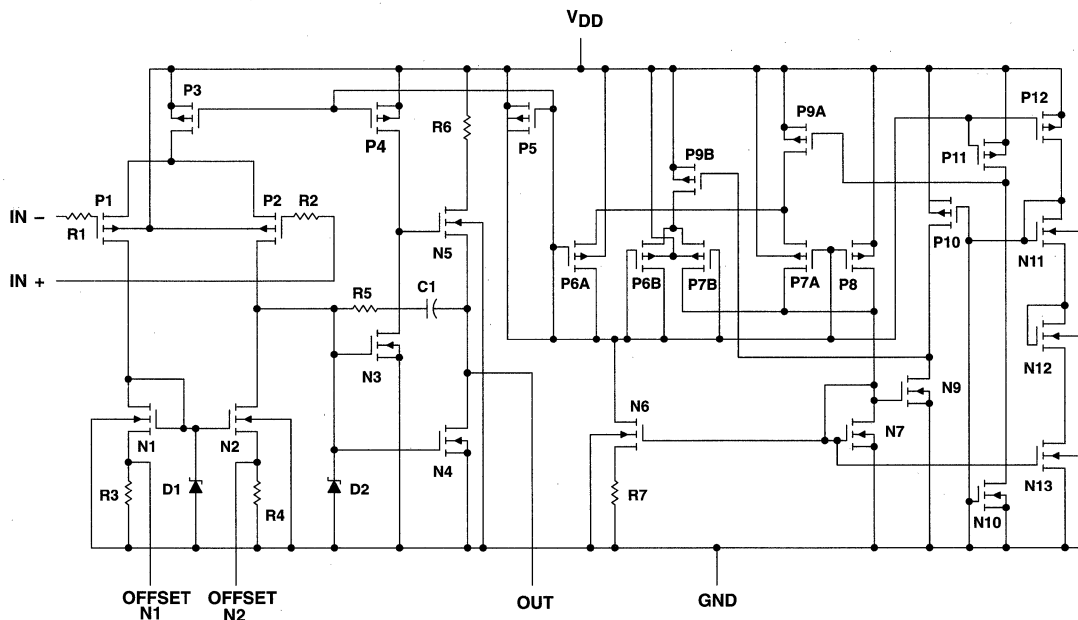 VDD
P3
P4
R6
P5
P9A
P12
P9B
P11
P1
P2
R2
IN −
R1
N5
P10
N11
IN +
P6A
P6B
P7B
P7A
P8
R5
C1
N3
N12
N9
N6
N1
N2
N4
N7
R3
D1
R4
D2
R7
N13
N10
OFFSET
N1
OFFSET
N2
OUT
GND